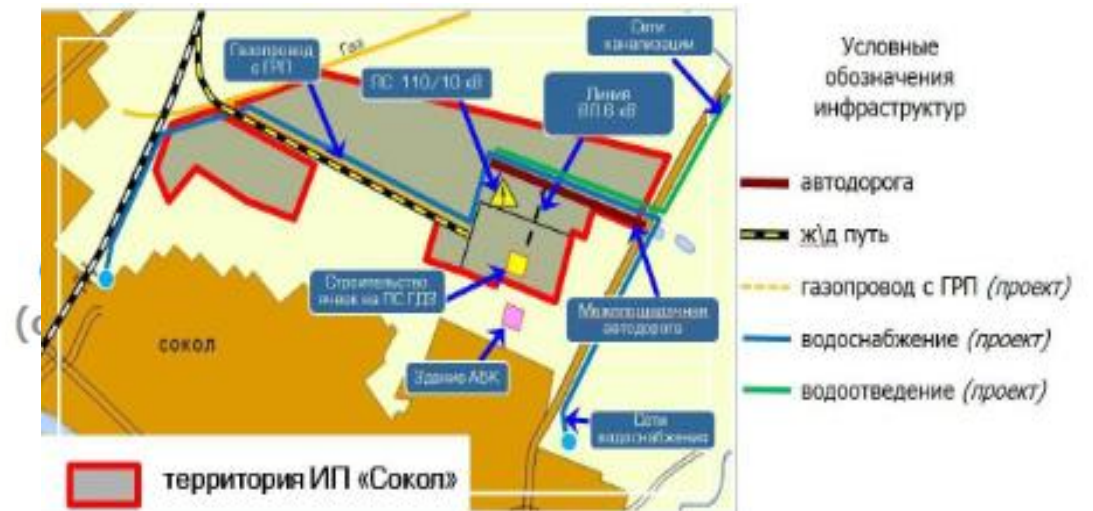 Сети
канализации
Газопровод
с ГРП
Газ
ПС 110/10 кВ
Линия
ВЛ 6 кВ
Строительство
ячеек на ПС ГДЗ
Межплощадочная
автодорога
СОКОЛ
Здание АБК
Сети
водоснабжения
территория ИП «Сокол»
Условные
обозначения
инфраструктур
автодорога
ж\д путь
газопровод с ГРП (проект)
водоснабжение (проект)
водоотведение (проект)